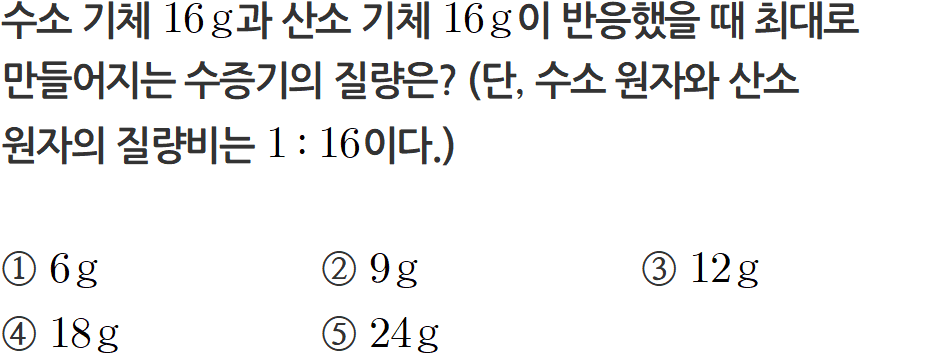 수소 기체 16 g과 산소 기체 16 g이 반응했을 때 최대로
만들어지는 수증기의 질량은? (단, 수소 원자와 산소
원자의 질량비는 1 : 16이다.)
① 6 g ② 9 g ③ 12 g
④ 18 g ⑤ 24 g